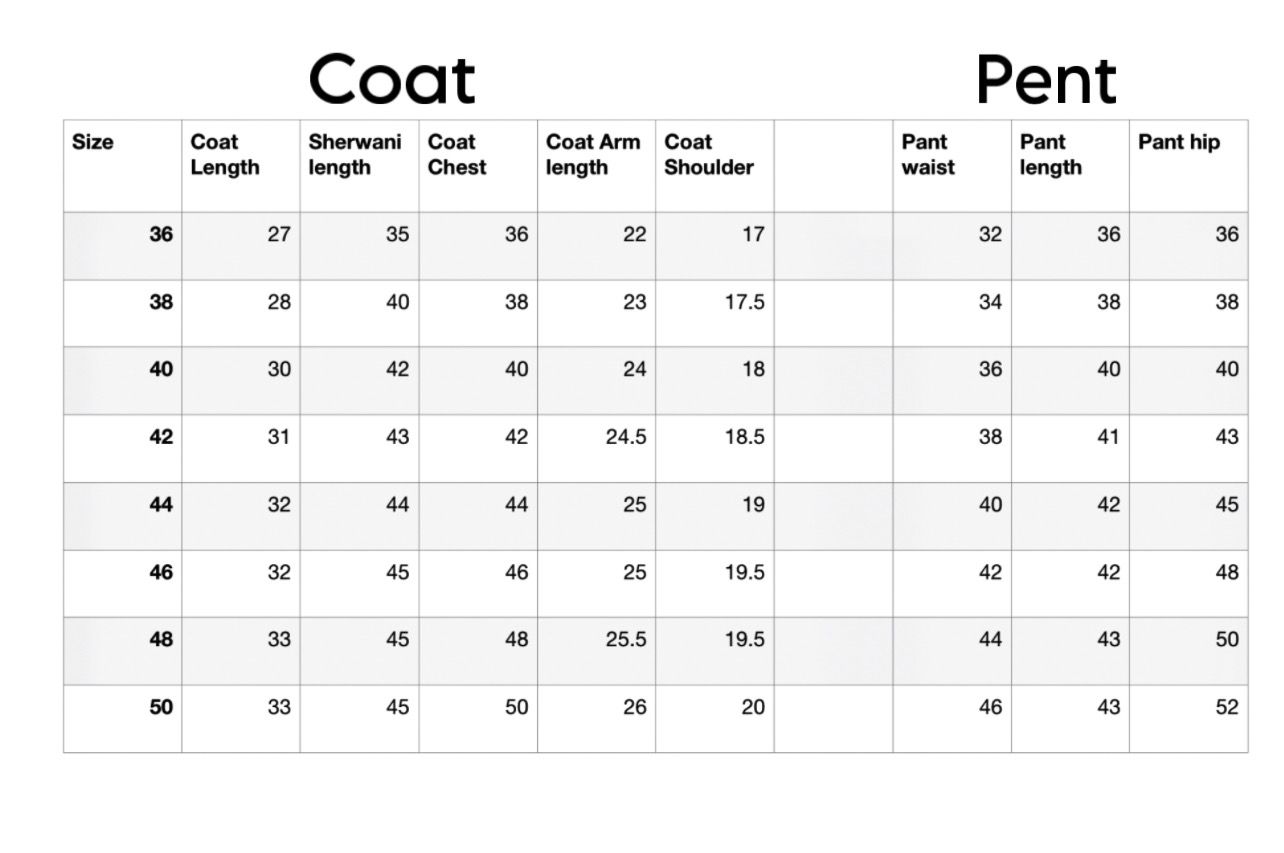 Coat Pent
Size Coat Length Sherwani length Coat Chest Coat Arm length Coat Shoulder Pant waist Pant length Pant hip
36 27 35 36 22 17 32 36 36
38 28 40 38 23 17.5 34 38 38
40 30 42 40 24 18 36 40 40
42 31 43 42 24.5 18.5 38 41 43
44 32 44 44 25 19 40 42 45
46 32 45 46 25 19.5 42 42 48
48 33 45 48 25.5 19.5 44 43 50
50 33 45 50 26 20 46 43 52